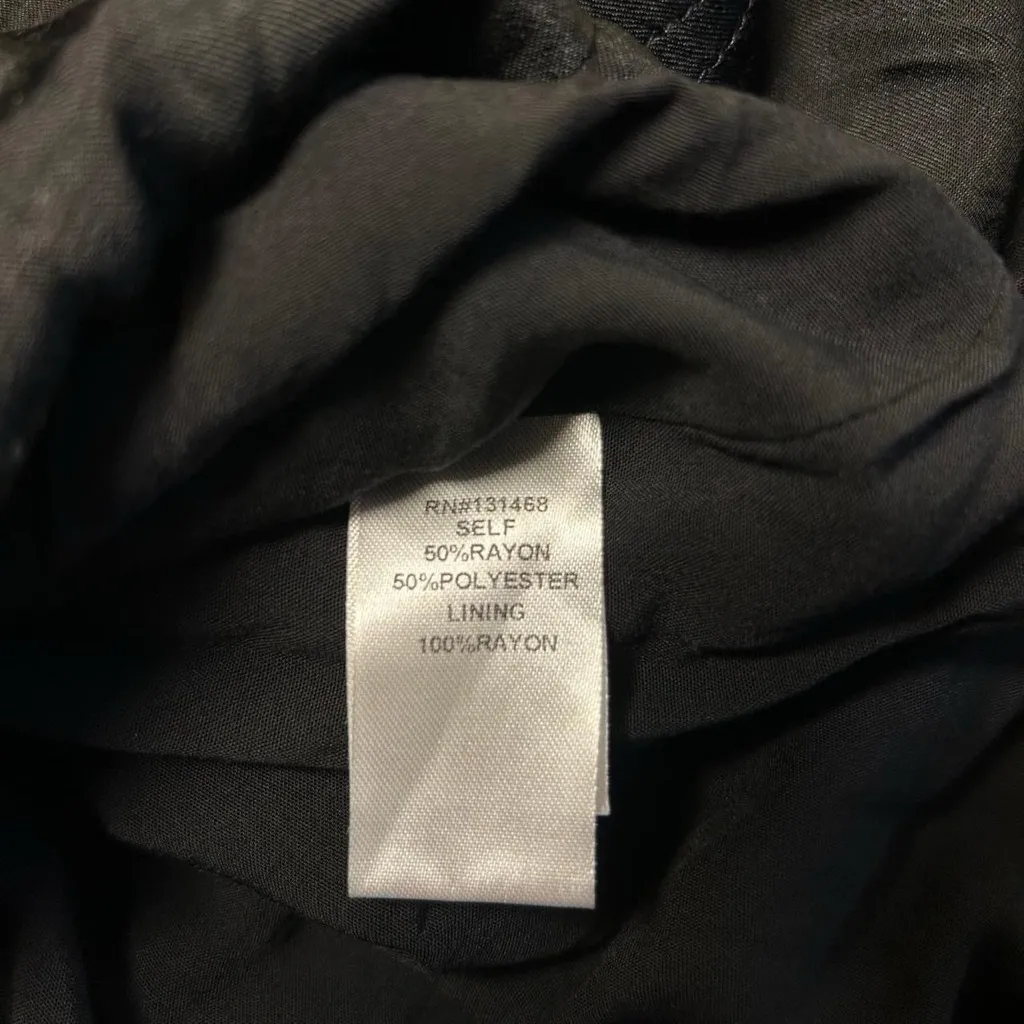 RN#131468
SELF
50%RAYON
50%POLYESTER
LINING
100%RAYON